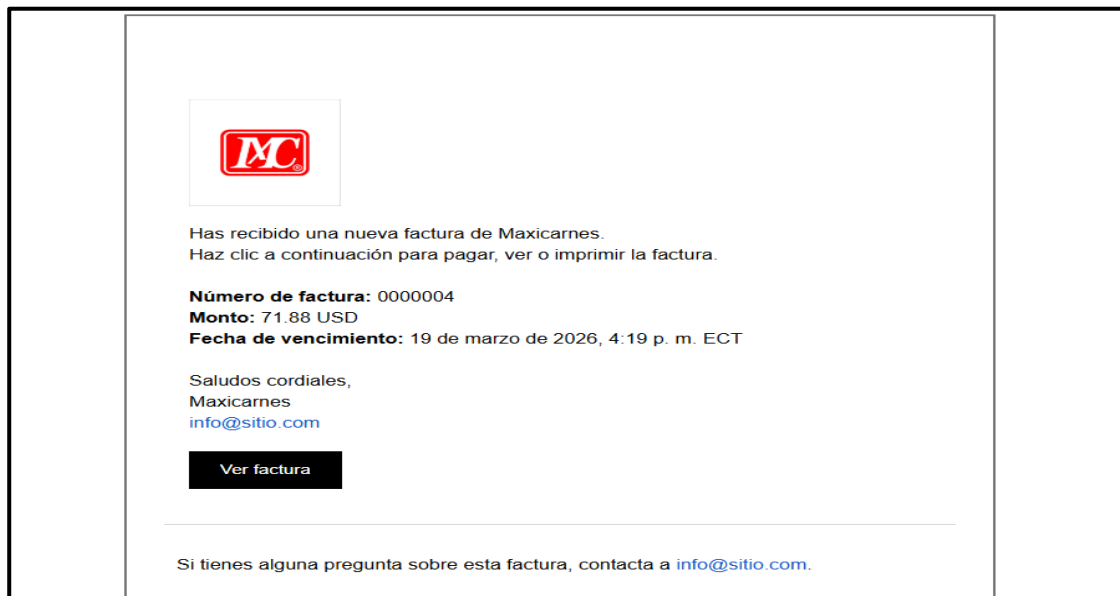 MC
Has recibido una nueva factura de Maxicarnes.
Haz clic a continuación para pagar, ver o imprimir la factura.
Número de factura: 0000004
Monto: 71.88 USD
Fecha de vencimiento: 19 de marzo de 2026, 4:19 p. m. ECT
Saludos cordiales,
Maxicarnes
info@sitio.com
Ver factura
Si tienes alguna pregunta sobre esta factura, contacta a info@sitio.com.